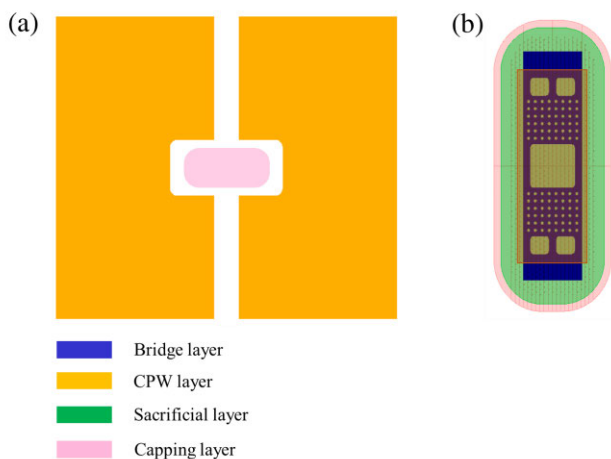 (a)
(b)
Bridge layer
CPW layer
Sacrificial layer
Capping layer